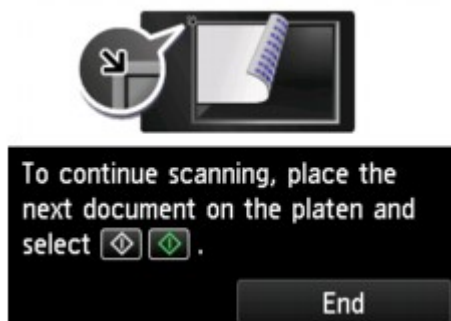 To continue scanning, place the
next document on the platen and
select .
End